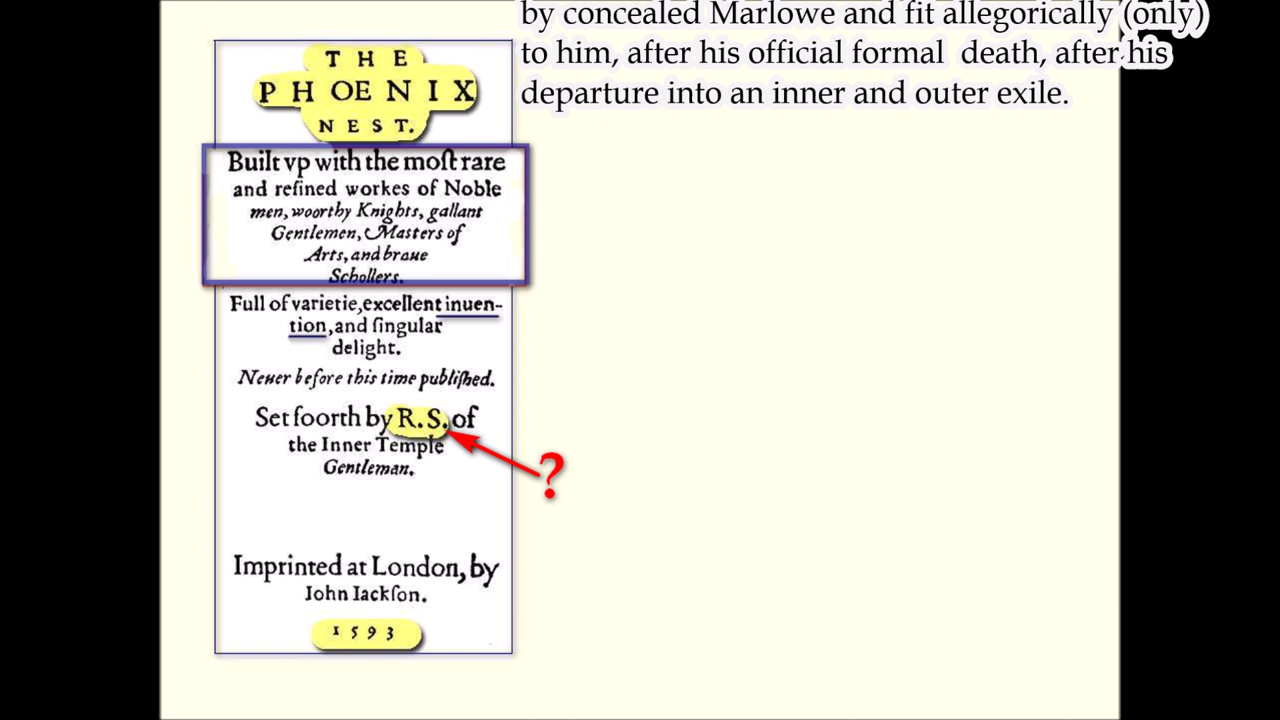 by concealed Marlowe and fit allegorically (only)
to him, after his official formal death, after his
departure into an inner and outer exile.
THE
PHOENIX
NEST.
Built vp with the moſt rare
and refined workes of Noble
men, woorthy Knights, gallant
Gentlemen, Masters of
Arts, and braue
Schollers.
Full of varietie, excellent inuen-
tion, and ſingular
delight.
Neuer before this time publiſhed.
Set foorth by R. S. of
the Inner Temple
Gentleman.
?
Imprinted at London, by
Iohn Iackſon.
1593